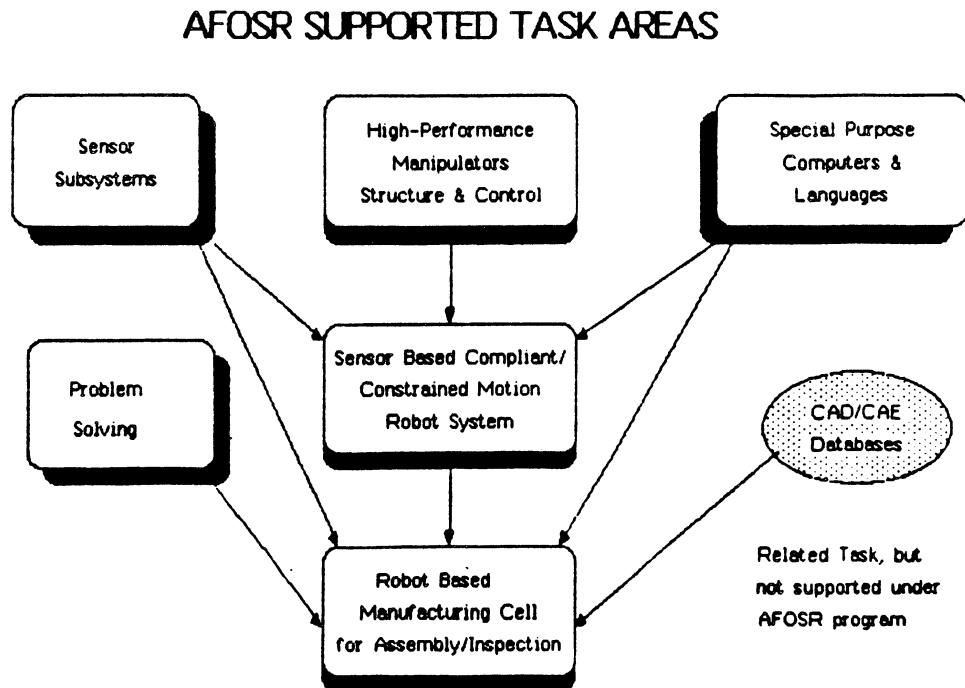 AFOSR SUPPORTED TASK AREAS
Sensor
Subsystems
High-Performance
Manipulators
Structure & Control
Special Purpose
Computers &
Languages
Problem
Solving
Sensor Based Compliant/
Constrained Motion
Robot System
CAD/CAE
Databases
Robot Based
Manufacturing Cell
for Assembly/Inspection
Related Task, but
not supported under
AFOSR program